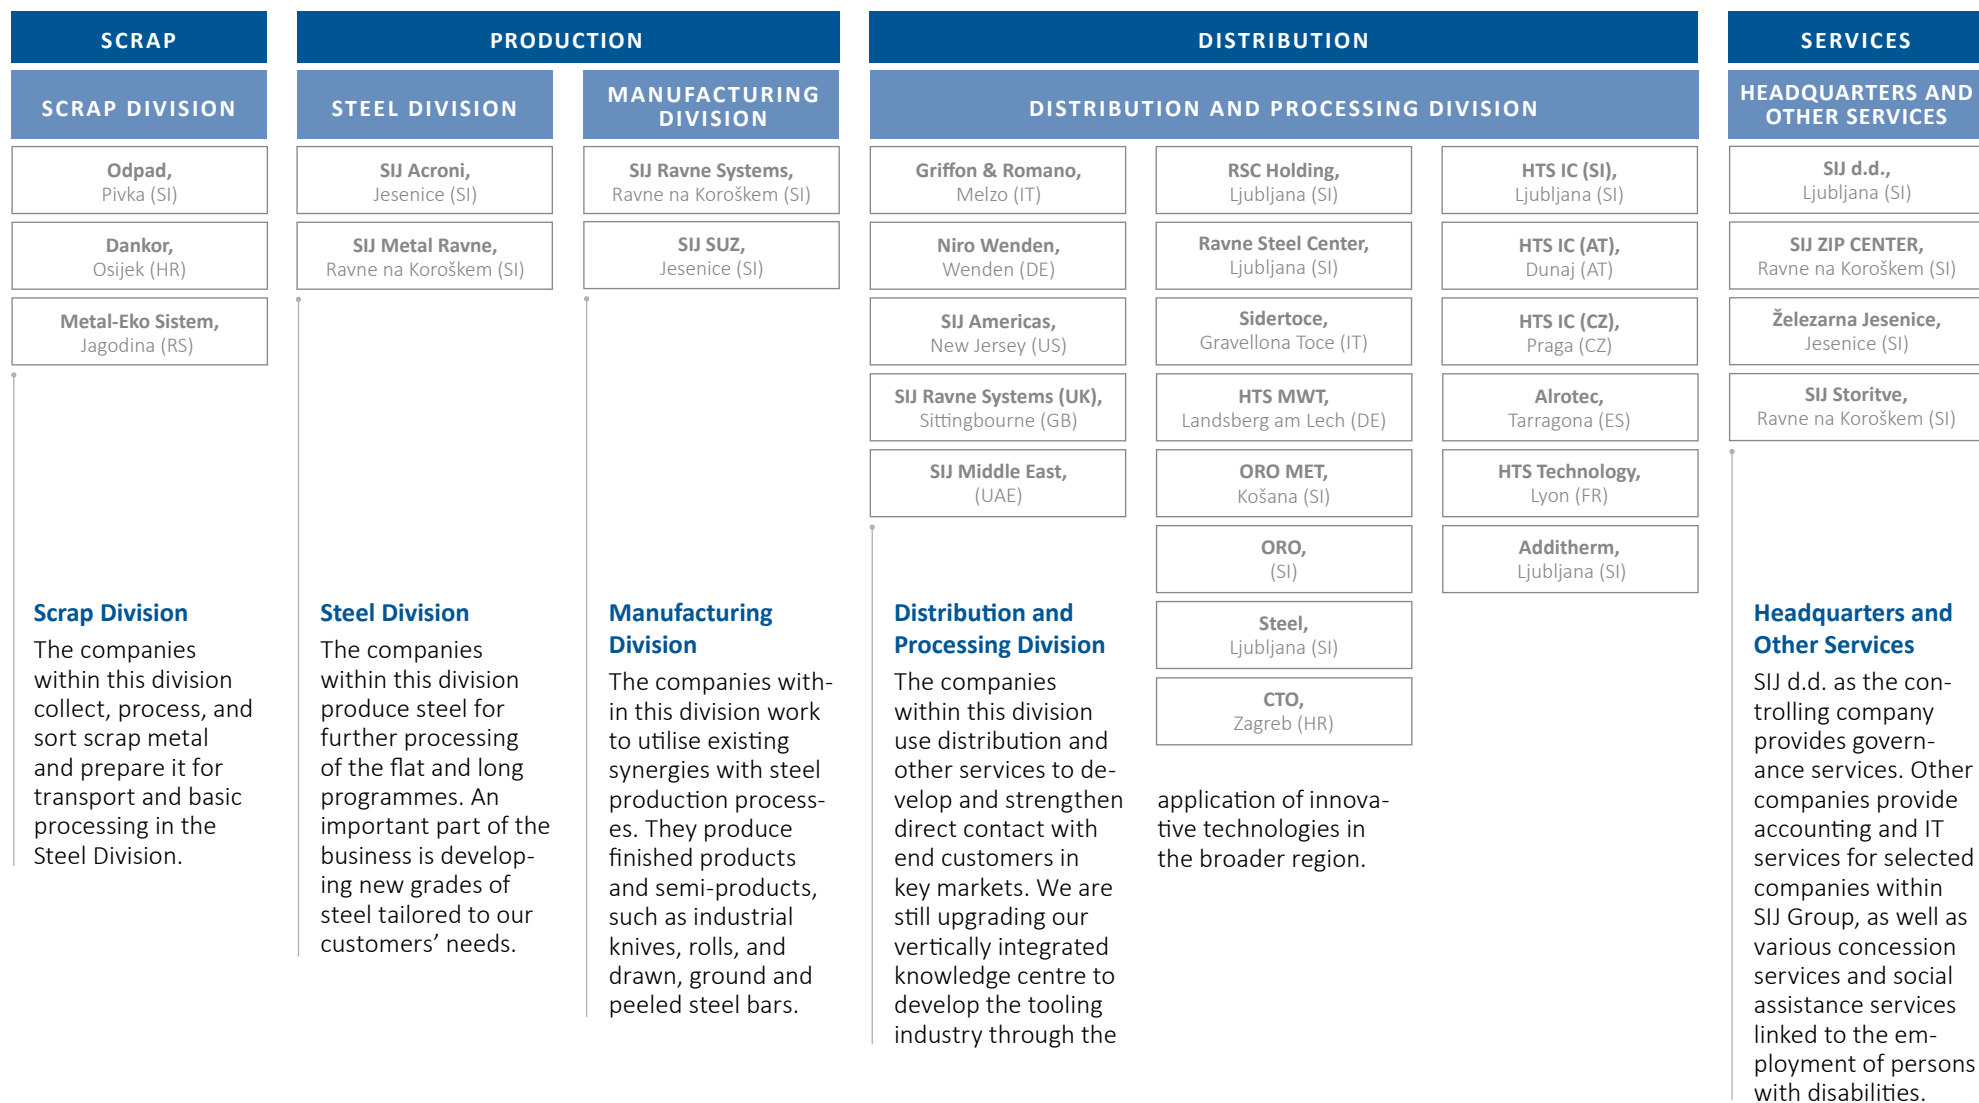 SCRAP
SCRAP DIVISION
Odpad,
Pivka (SI)
Dankor,
Osijek (HR)
Metal-Eko Sistem,
Jagodina (RS)
Scrap Division
The companies
within this division
collect, process, and
sort scrap metal
and prepare it for
transport and basic
processing in the
Steel Division.
PRODUCTION
STEEL DIVISION
SIJ Acroni,
Jesenice (SI)
SIJ Metal Ravne,
Ravne na Koroškem (SI)
Steel Division
The companies
within this division
produce steel for
further processing
of the flat and long
programmes. An
important part of the
business is develop-
ing new grades of
steel tailored to our
customers’ needs.
MANUFACTURING
DIVISION
SIJ Ravne Systems,
Ravne na Koroškem (SI)
SIJ SUZ,
Jesenice (SI)
Manufacturing
Division
The companies with-
in this division work
to utilise existing
synergies with steel
production process-
es. They produce
finished products
and semi-products,
such as industrial
knives, rolls, and
drawn, ground and
peeled steel bars.
DISTRIBUTION
DISTRIBUTION AND PROCESSING DIVISION
Griffon & Romano,
Melzo (IT)
Niro Wenden,
Wenden (DE)
SIJ Americas,
New Jersey (US)
SIJ Ravne Systems (UK),
Sittingbourne (GB)
SIJ Middle East,
(UAE)
RSC Holding,
Ljubljana (SI)
Ravne Steel Center,
Ljubljana (SI)
Sidertoce,
Gravellona Toce (IT)
HTS MWT,
Landsberg am Lech (DE)
ORO MET,
Košana (SI)
ORO,
(SI)
Steel,
Ljubljana (SI)
CTO,
Zagreb (HR)
HTS IC (SI),
Ljubljana (SI)
HTS IC (AT),
Dunaj (AT)
HTS IC (CZ),
Praga (CZ)
Alrotec,
Tarragona (ES)
HTS Technology,
Lyon (FR)
Additherm,
Ljubljana (SI)
Distribution and
Processing Division
The companies
within this division
use distribution and
other services to de-
velop and strengthen
direct contact with
end customers in
key markets. We are
still upgrading our
vertically integrated
knowledge centre to
develop the tooling
industry through the
application of innova-
tive technologies in
the broader region.
SERVICES
HEADQUARTERS AND
OTHER SERVICES
SIJ d.d.,
Ljubljana (SI)
SIJ ZIP CENTER,
Ravne na Koroškem (SI)
Železarna Jesenice,
Jesenice (SI)
SIJ Storitve,
Ravne na Koroškem (SI)
Headquarters and
Other Services
SIJ d.d. as the con-
trolling company
provides govern-
ance services. Other
companies provide
accounting and IT
services for selected
companies within
SIJ Group, as well as
various concession
services and social
assistance services
linked to the em-
ployment of persons
with disabilities.